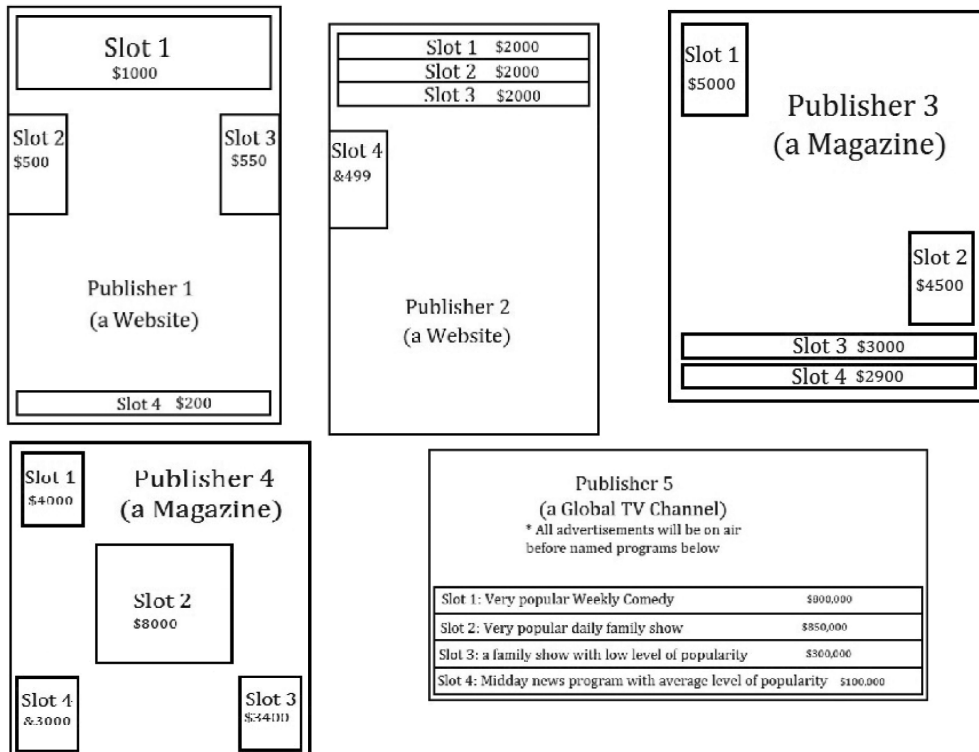 Slot 1
$1000
Slot 2
$500
Slot 3
$550
Publisher 1
(a Website)
Slot 4 $200
Slot 1 $2000
Slot 2 $2000
Slot 3 $2000
Slot 4
&499
Publisher 2
(a Website)
Slot 1
$5000
Publisher 3
(a Magazine)
Slot 2
$4500
Slot 3 $3000
Slot 4 $2900
Slot 1
$4000
Publisher 4
(a Magazine)
Slot 2
$8000
Slot 4
&3000
Slot 3
$3400
Publisher 5
(a Global TV Channel)
* All advertisements will be on air
before named programs below
Slot 1: Very popular Weekly Comedy $800,000
Slot 2: Very popular daily family show $850,000
Slot 3: a family show with low level of popularity $300,000
Slot 4: Midday news program with average level of popularity $100,000